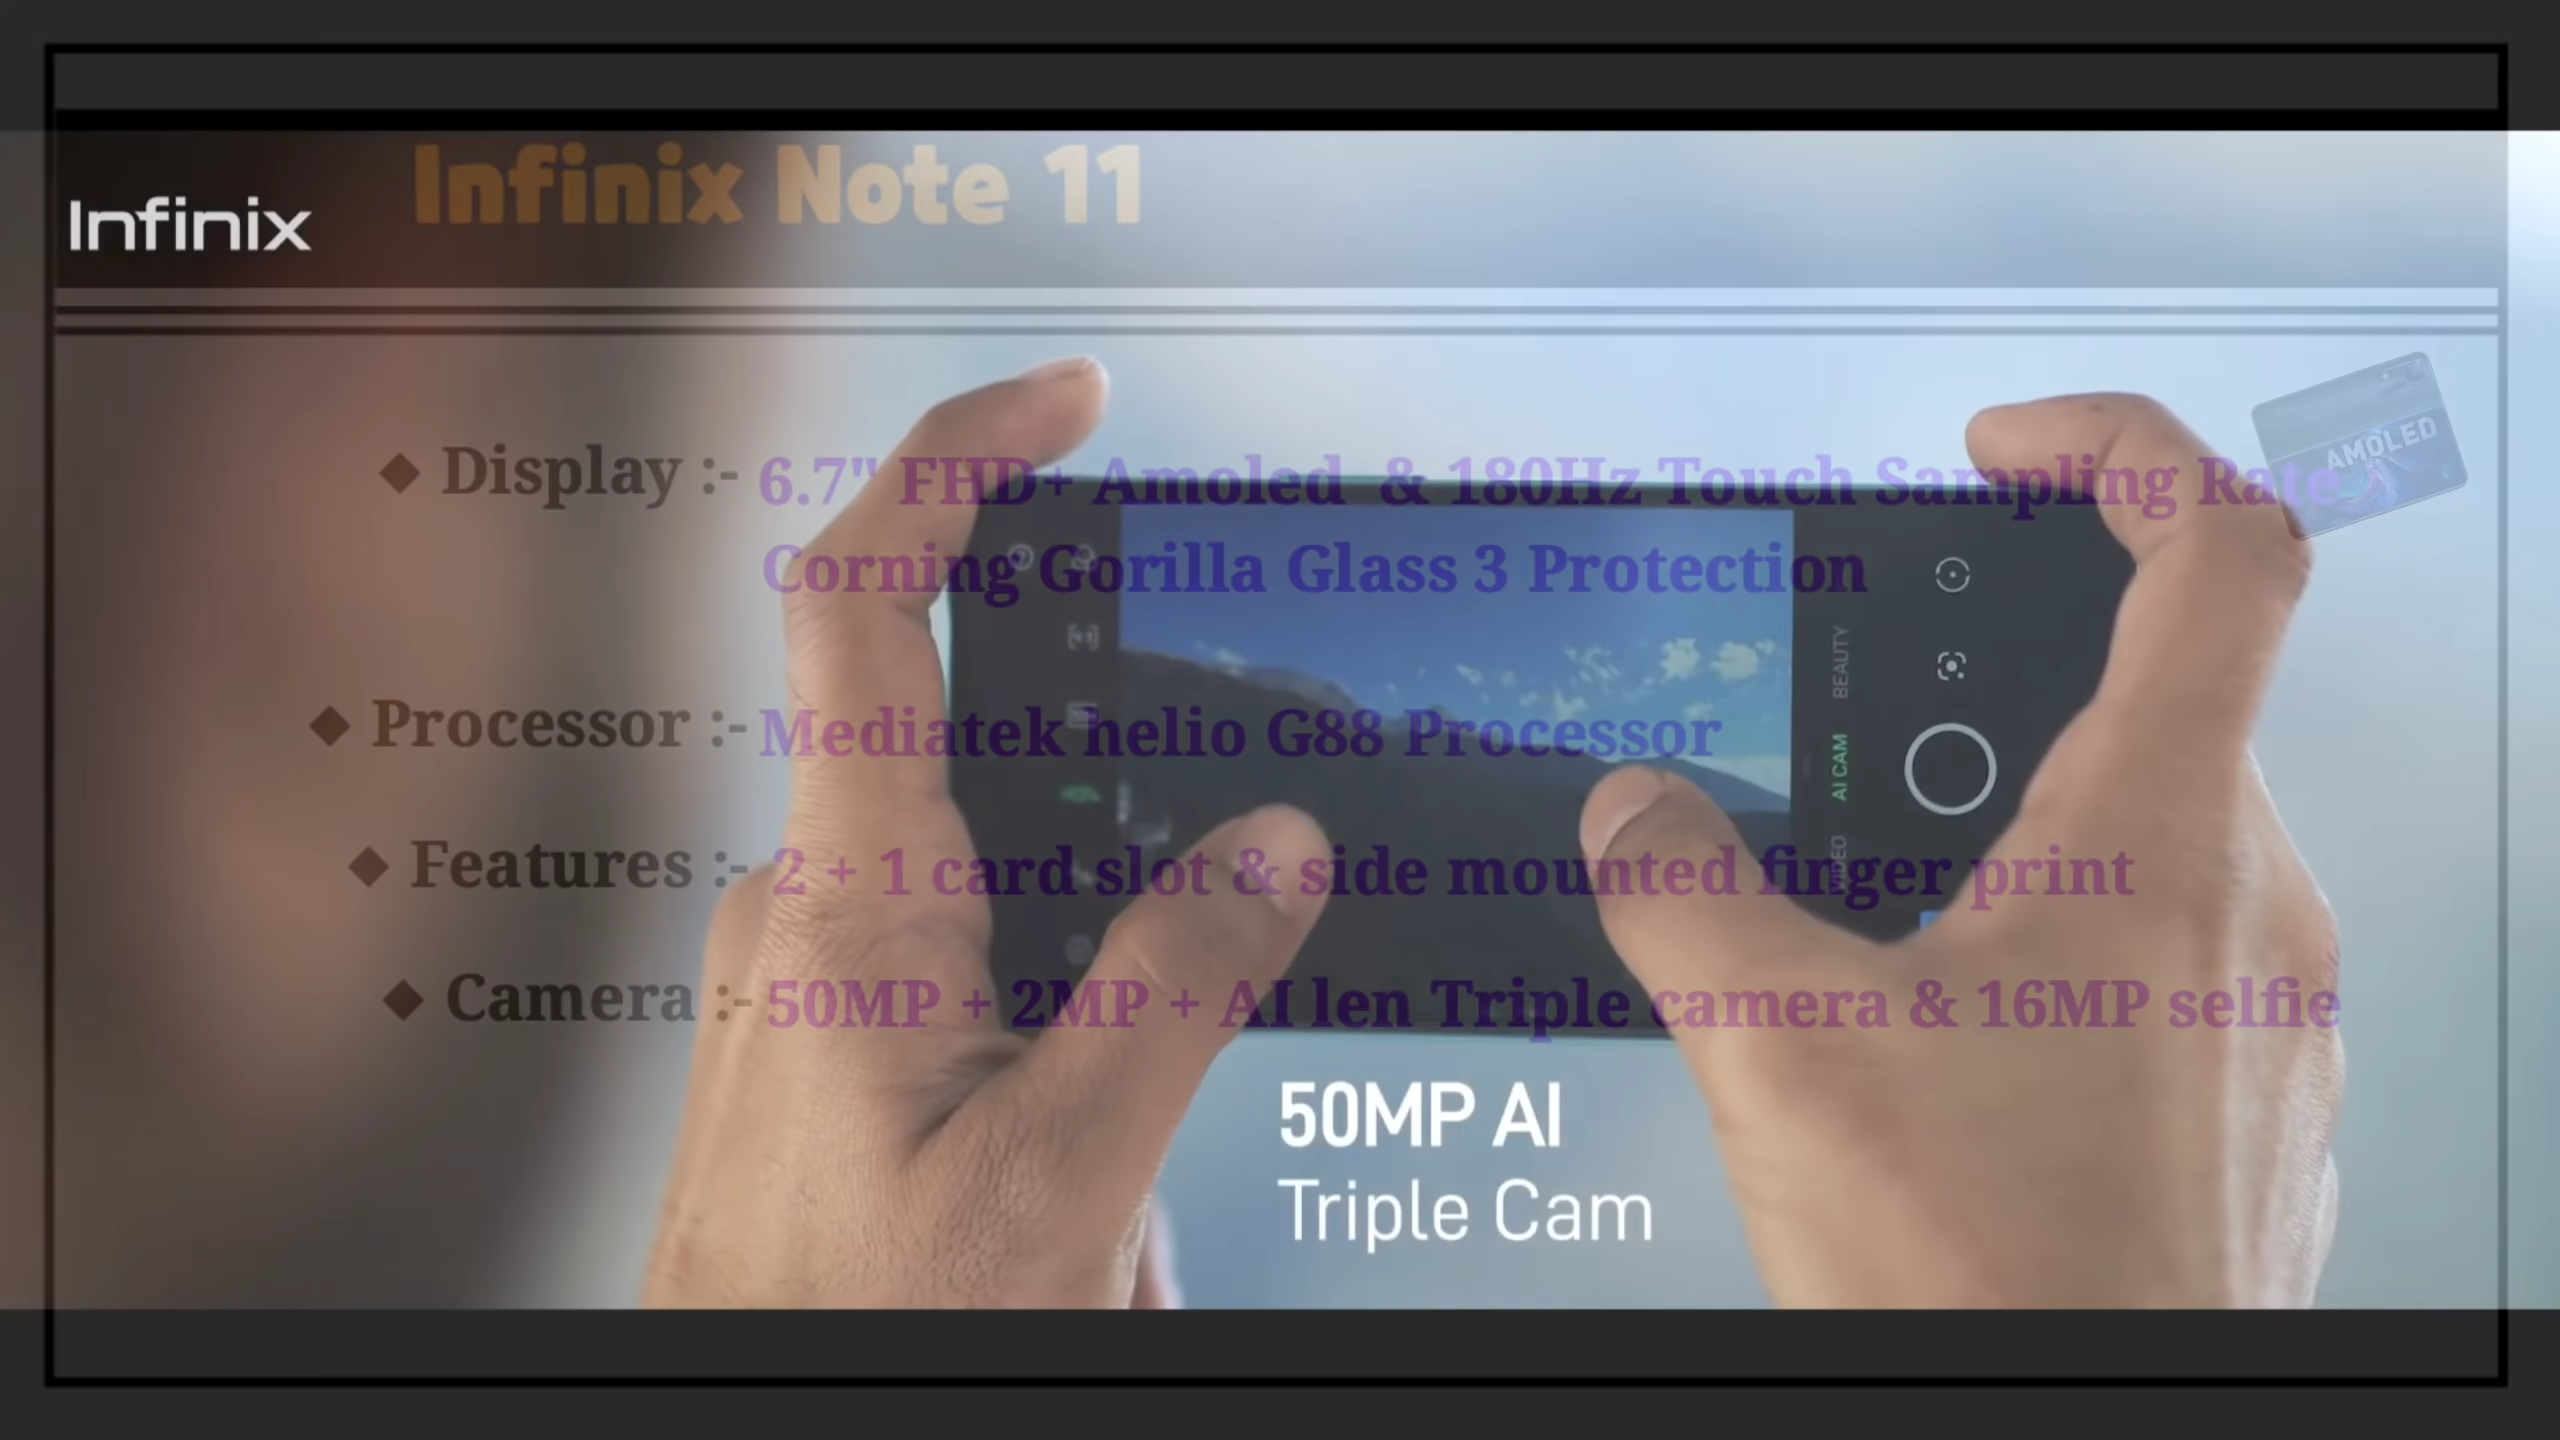 Infinix Note 11
Infinix
◆ Display :- 6.7" FHD+ Amoled & 180Hz Touch Sampling Rate
AMOLED
Corning Gorilla Glass 3 Protection
◆ Processor :- Mediatek helio G88 Processor
◆ Features :- 2 + 1 card slot & side mounted finger print
◆ Camera :- 50MP + 2MP + AI len Triple camera & 16MP selfie
BEAUTY
AI CAM
VIDEO
50MP AI
Triple Cam